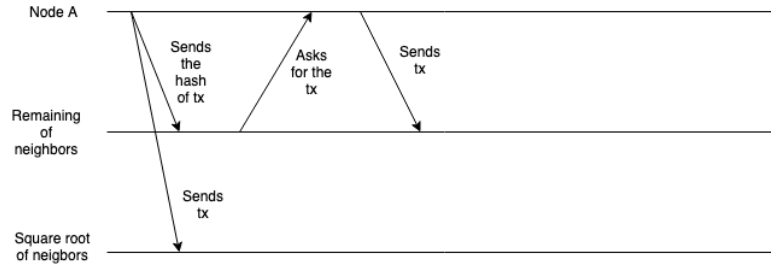 Node A
Sends
the
hash
of tx
Asks
for the
tx
Sends
tx
Remaining
of
neighbors
Sends
tx
Square root
of neigbors